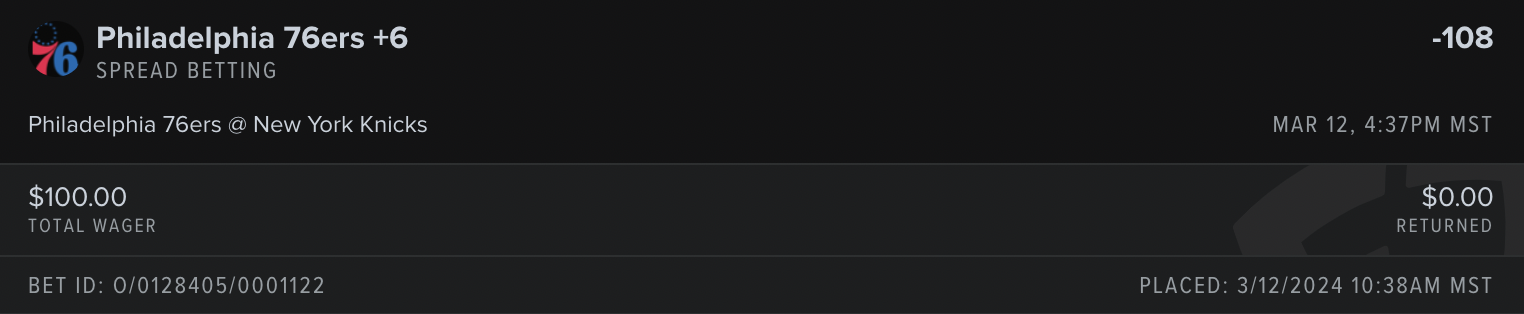 76
Philadelphia 76ers +6
-108
SPREAD BETTING
Philadelphia 76ers @ New York Knicks
MAR 12, 4:37PM MST
$100.00
$0.00
TOTAL WAGER
RETURNED
BET ID: O/0128405/0001122
PLACED: 3/12/2024 10:38AM MST